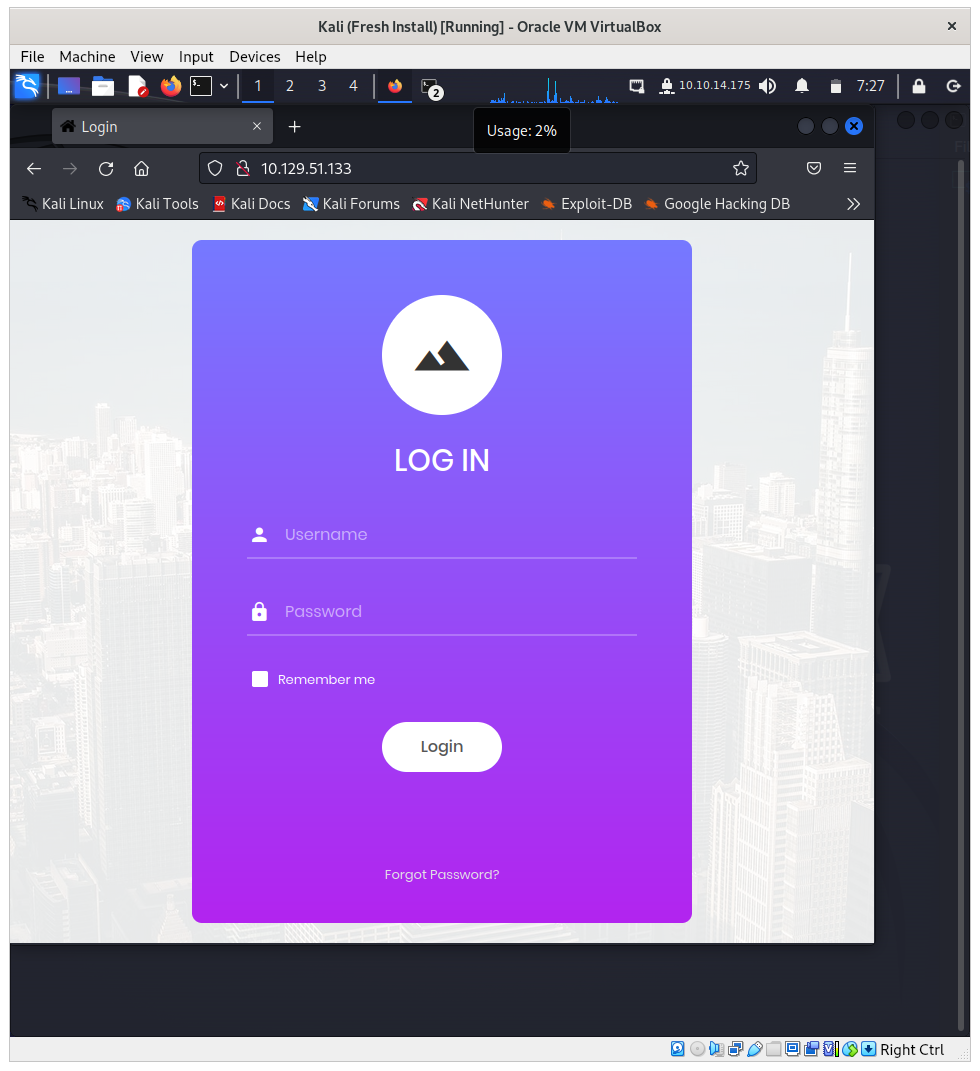 Kali (Fresh Install) [Running] - Oracle VM VirtualBox
File Machine View Input Devices Help
1 2 3 4 2 10.10.14.175 7:27
Login
Usage: 2%
10.129.51.133
Kali Linux Kali Tools Kali Docs Kali Forums Kali NetHunter Exploit-DB Google Hacking DB
LOG IN
Username
Password
Remember me
Login
Forgot Password?
Right Ctrl